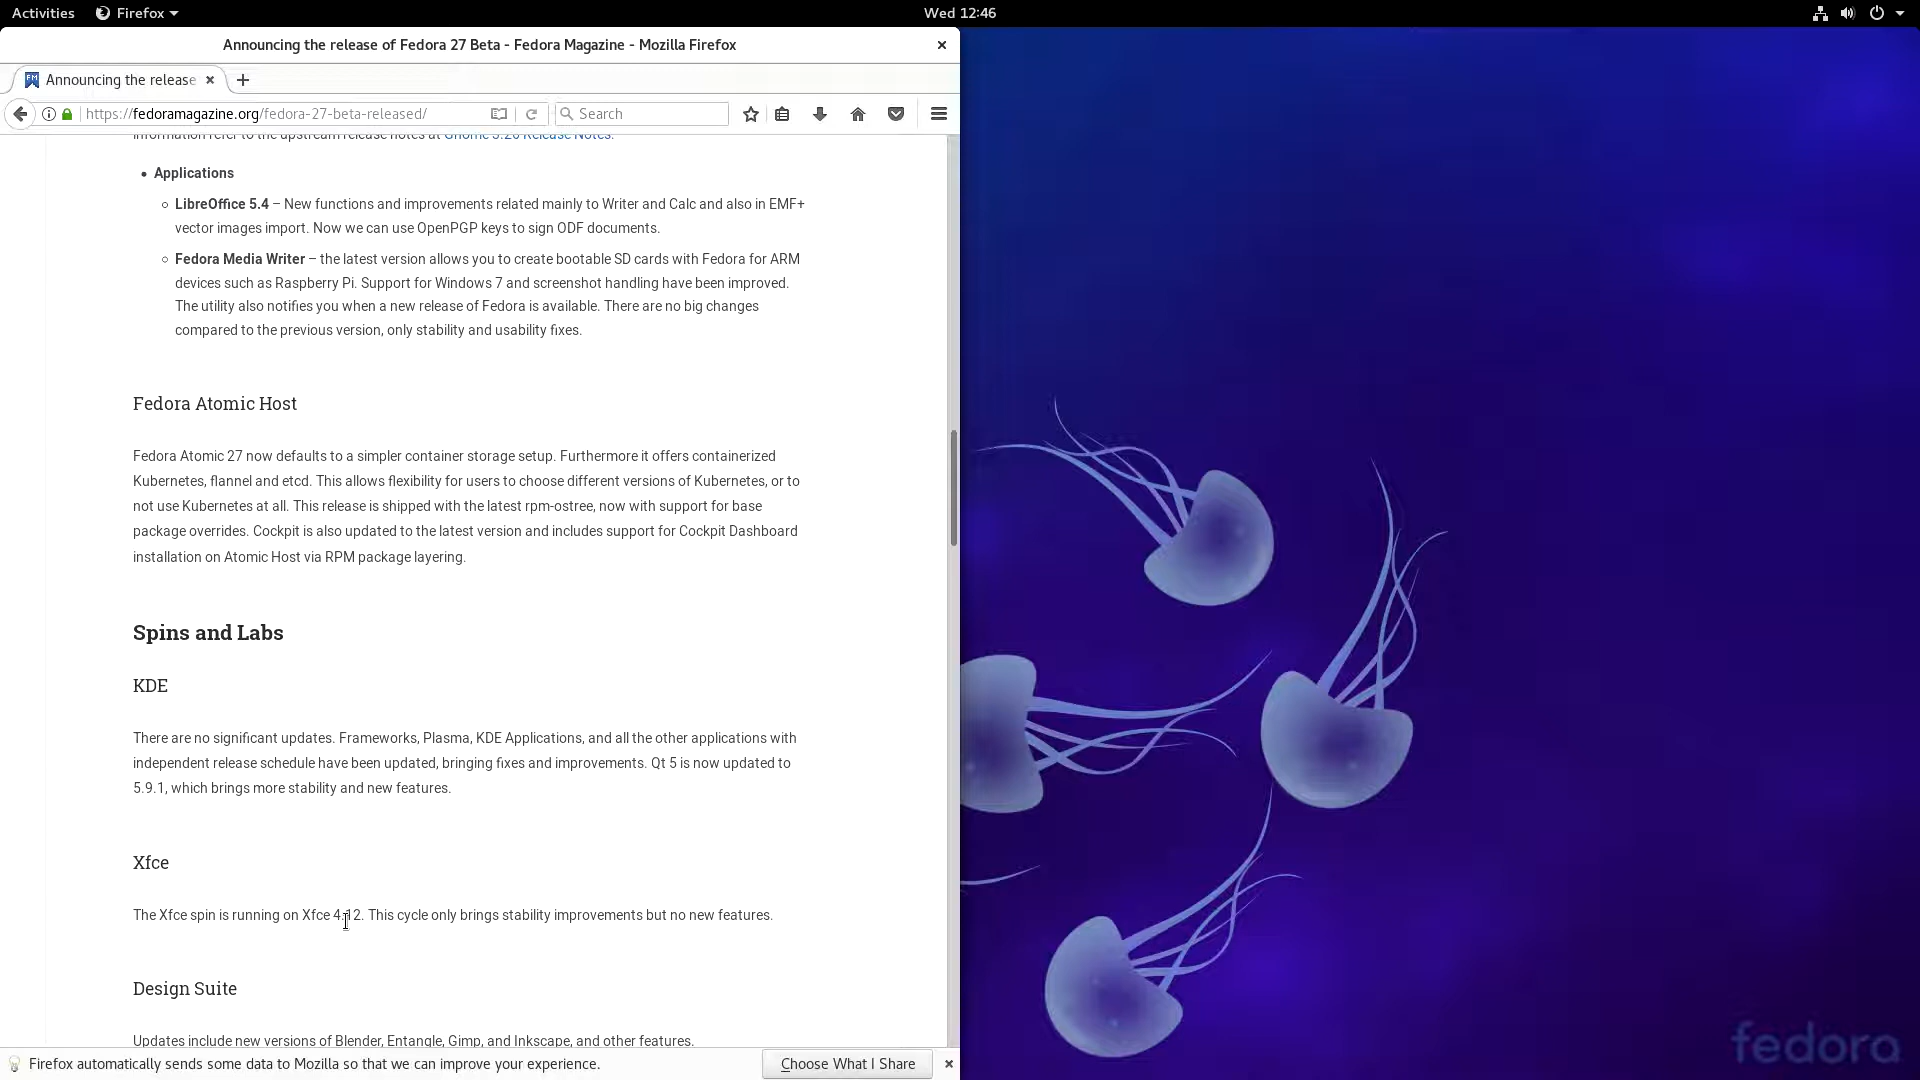 Activities Firefox Wed 12:46
Announcing the release of Fedora 27 Beta - Fedora Magazine - Mozilla Firefox
Announcing the release
https://fedoramagazine.org/fedora-27-beta-released/ Search
information refer to the upstream release notes at Gnome 3.26 Release Notes.
• Applications
○ LibreOffice 5.4 – New functions and improvements related mainly to Writer and Calc and also in EMF+
vector images import. Now we can use OpenPGP keys to sign ODF documents.
○ Fedora Media Writer – the latest version allows you to create bootable SD cards with Fedora for ARM
devices such as Raspberry Pi. Support for Windows 7 and screenshot handling have been improved.
The utility also notifies you when a new release of Fedora is available. There are no big changes
compared to the previous version, only stability and usability fixes.
Fedora Atomic Host
Fedora Atomic 27 now defaults to a simpler container storage setup. Furthermore it offers containerized
Kubernetes, flannel and etcd. This allows flexibility for users to choose different versions of Kubernetes, or to
not use Kubernetes at all. This release is shipped with the latest rpm-ostree, now with support for base
package overrides. Cockpit is also updated to the latest version and includes support for Cockpit Dashboard
installation on Atomic Host via RPM package layering.
Spins and Labs
KDE
There are no significant updates. Frameworks, Plasma, KDE Applications, and all the other applications with
independent release schedule have been updated, bringing fixes and improvements. Qt 5 is now updated to
5.9.1, which brings more stability and new features.
Xfce
The Xfce spin is running on Xfce 4.12. This cycle only brings stability improvements but no new features.
Design Suite
Updates include new versions of Blender, Entangle, Gimp, and Inkscape, and other features.
Firefox automatically sends some data to Mozilla so that we can improve your experience. Choose What I Share
fedora